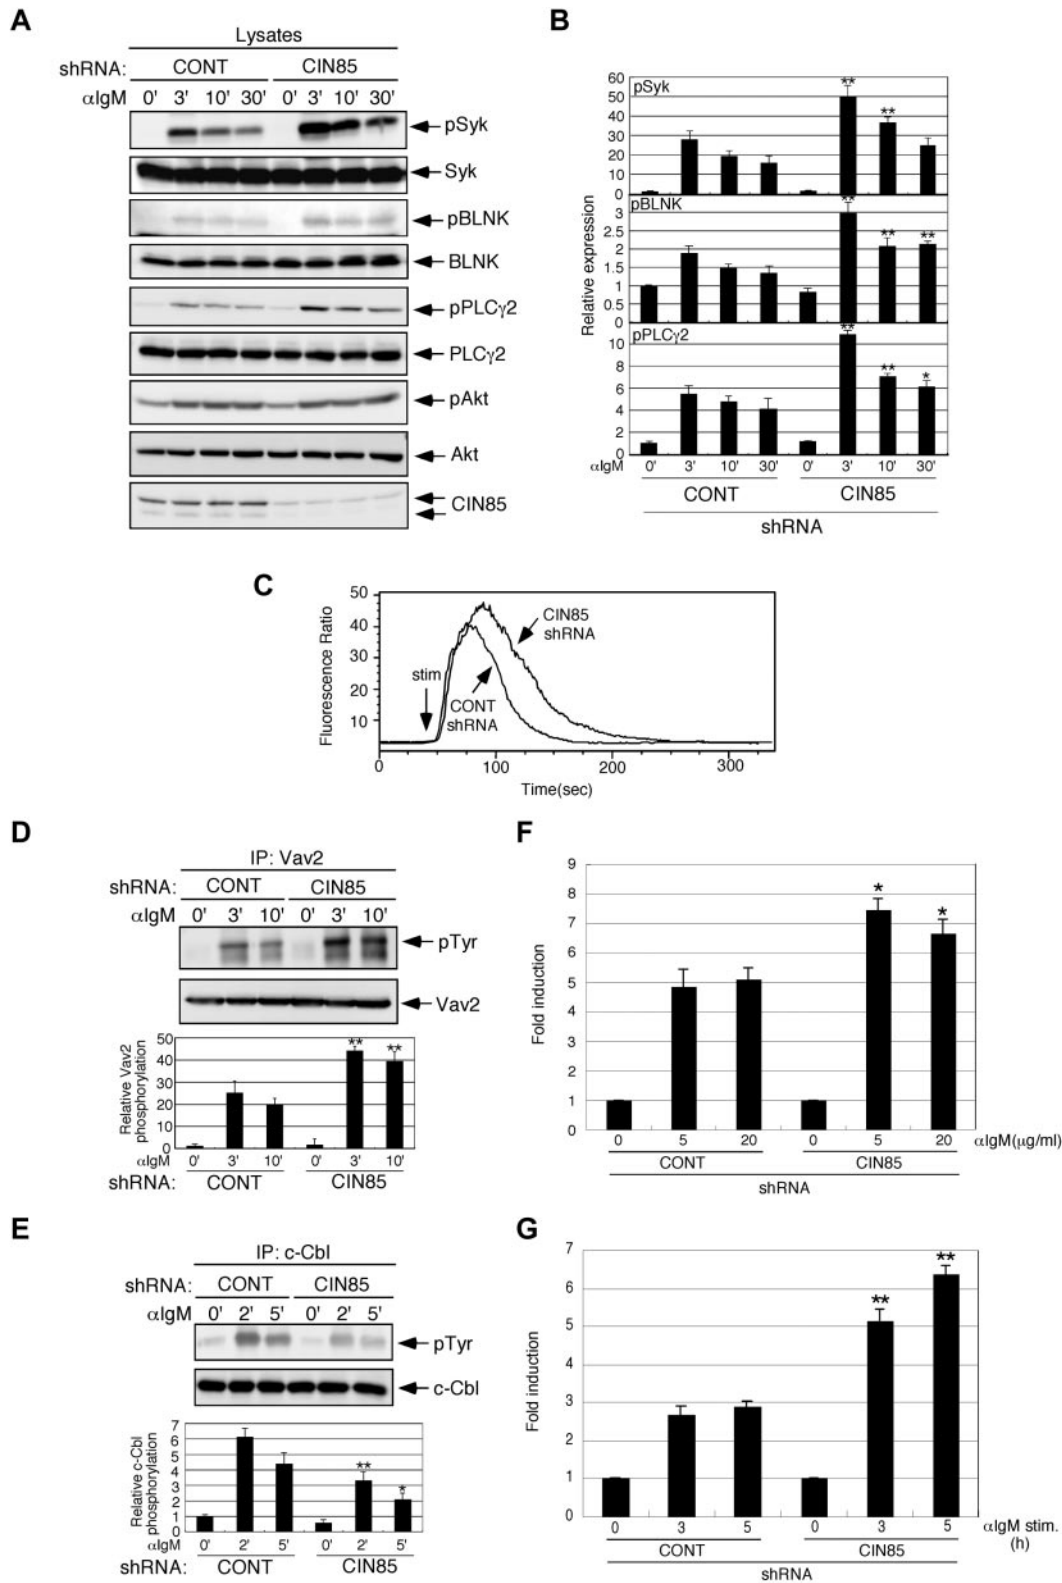 A
Lysates
shRNA: CONT CIN85
αIgM 0' 3' 10' 30' 0' 3' 10' 30'
pSyk
Syk
pBLNK
BLNK
pPLCγ2
PLCγ2
pAkt
Akt
CIN85
B
Relative expression
pSyk
60
50
40
30
20
10
0
** **
pBLNK
3
2.5
2
1.5
1
0.5
0
** ** **
pPLCγ2
10
8
6
4
2
0
** ** *
αIgM 0' 3' 10' 30' 0' 3' 10' 30'
CONT CIN85
shRNA
C
Fluorescence Ratio
50
40
30
20
10
stim
CIN85
shRNA
CONT
shRNA
0 100 200 300
Time(sec)
D
IP: Vav2
shRNA: CONT CIN85
αIgM 0' 3' 10' 0' 3' 10'
pTyr
Vav2
Relative Vav2
phosphorylation
50
40
30
20
10
0
** **
αIgM 0' 3' 10' 0' 3' 10'
shRNA: CONT CIN85
E
IP: c-Cbl
shRNA: CONT CIN85
αIgM 0' 2' 5' 0' 2' 5'
pTyr
c-Cbl
Relative c-Cbl
phosphorylation
7
6
5
4
3
2
1
0
** *
αIgM 0' 2' 5' 0' 2' 5'
shRNA: CONT CIN85
F
Fold induction
9
8
7
6
5
4
3
2
1
0
* *
0 5 20 0 5 20 αIgM(μg/ml)
CONT CIN85
shRNA
G
Fold induction
7
6
5
4
3
2
1
0
** **
0 3 5 0 3 5 αIgM stim.
(h)
CONT CIN85
shRNA